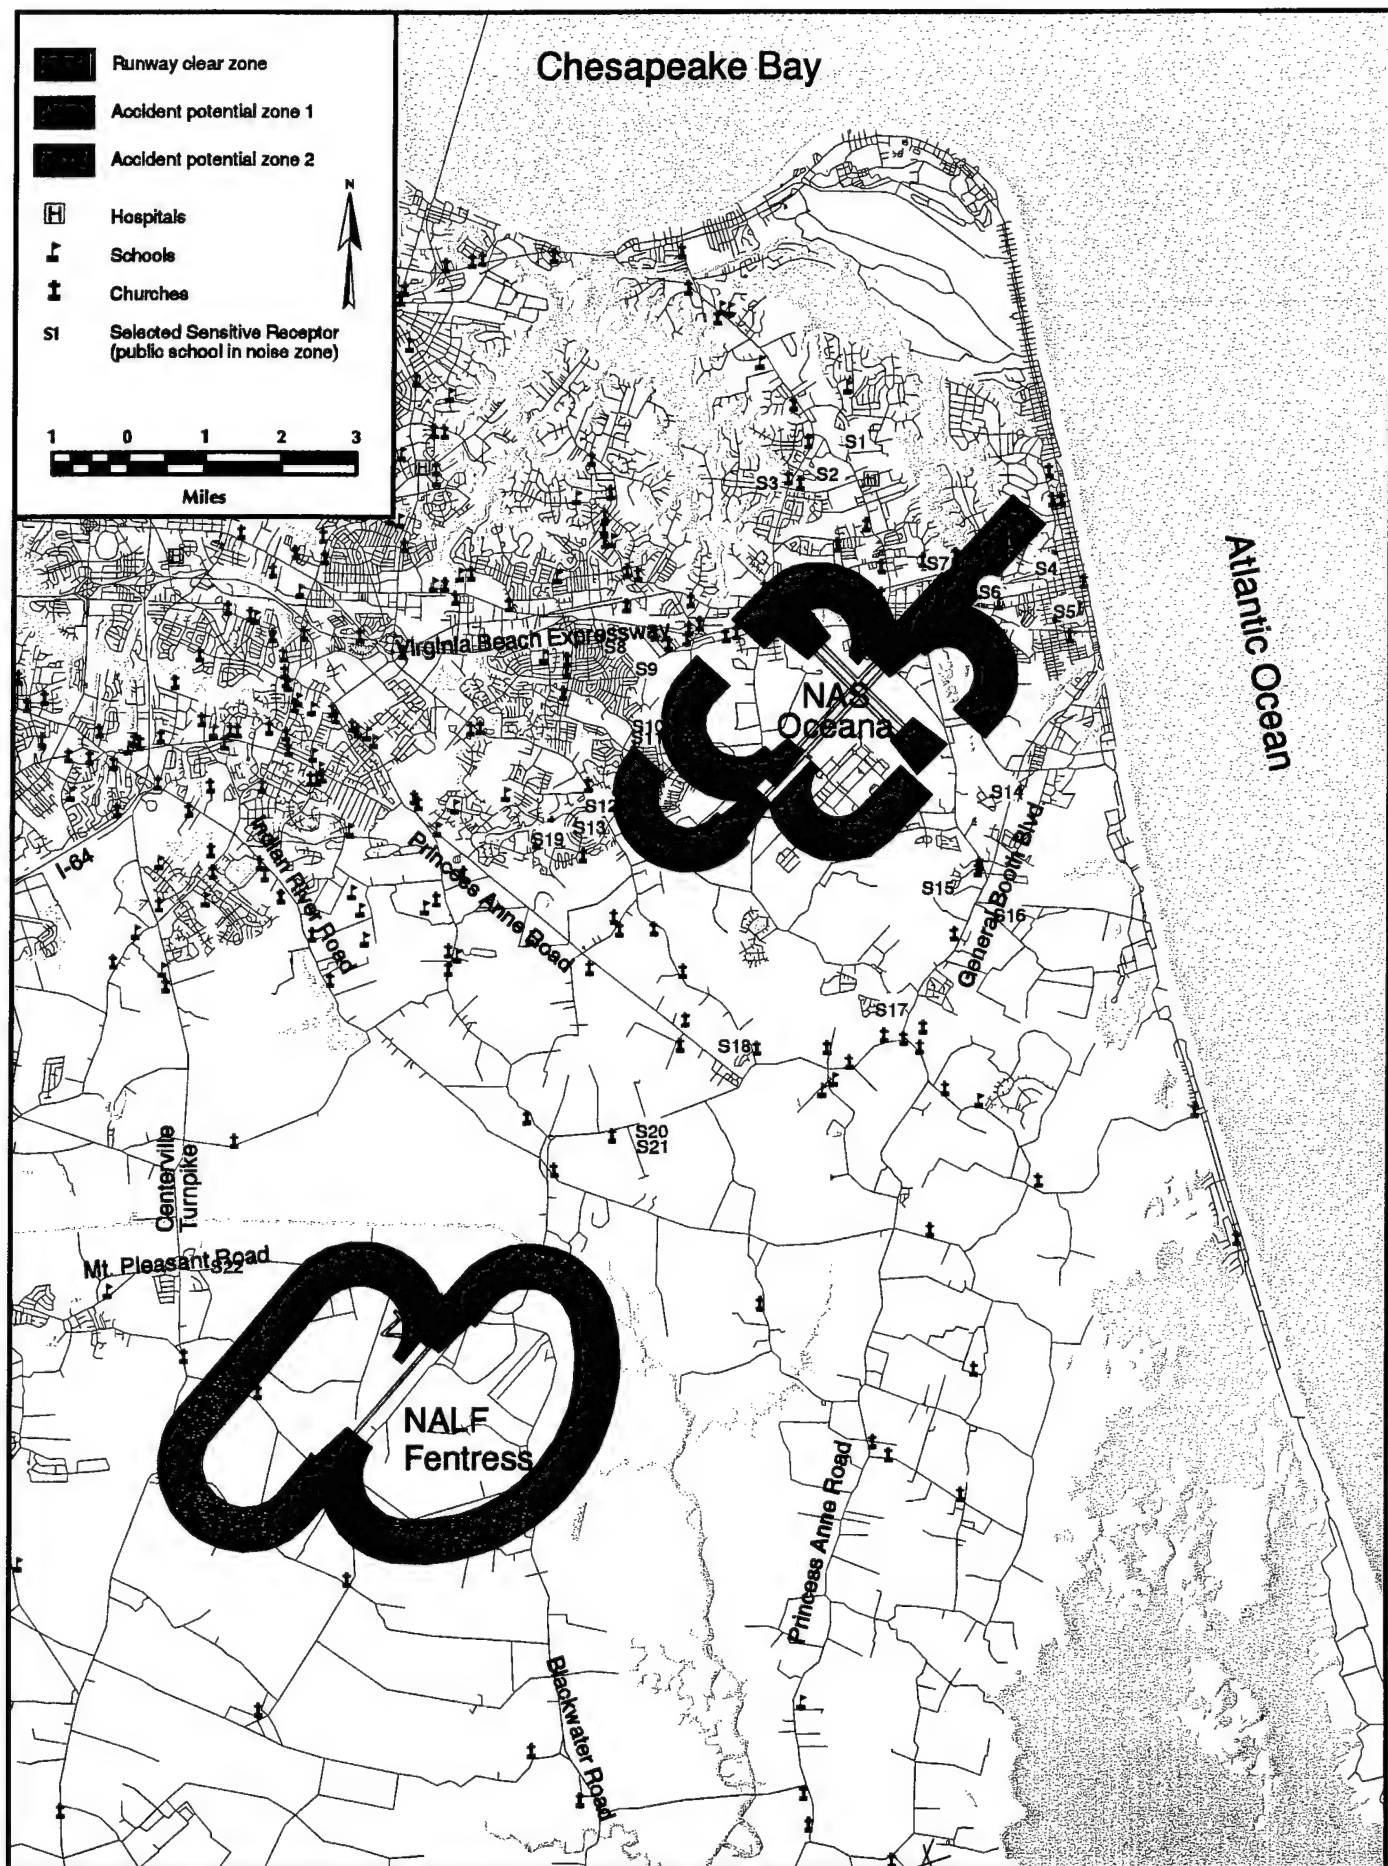 Runway clear zone
Accident potential zone 1
Accident potential zone 2
N
H Hospitals
Schools
Churches
S1 Selected Sensitive Receptor
(public school in noise zone)
1 0 1 2 3
Miles
Chesapeake Bay
Atlantic Ocean
S1
S2
S3
H
H
H
S4
S7
S6
S5
Virginia Beach Expressway
S8
S9
NAS
Oceana
S10
S14
S12
S13
S19
I-64
Indian River Road
Princess Anne Road
General Booth Blvd
S15
S16
S17
S18
S20
S21
Centerville
Turnpike
Mt. Pleasant Road
S22
NALF
Fentress
Princess Anne Road
Blackwater Road